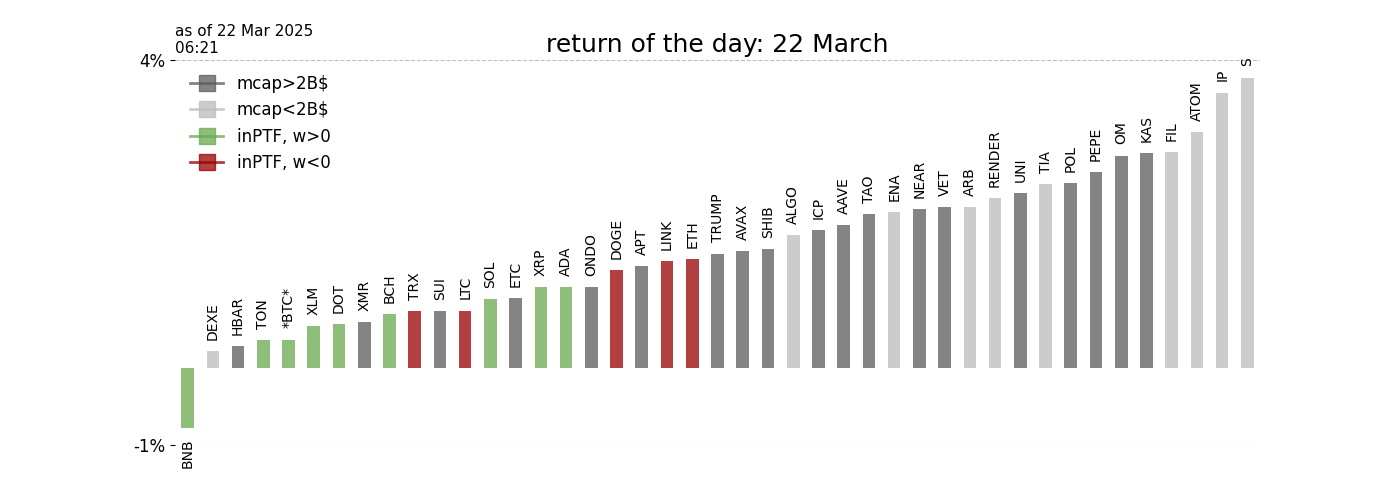 as of 22 Mar 2025
06:21
return of the day: 22 March
4%
mcap>2B$
mcap<2B$
inPTF, w>0
inPTF, w<0
-1%
BNB
DEXE
HBAR
TON
*BTC*
XLM
DOT
XMR
BCH
TRX
SUI
LTC
SOL
ETC
XRP
ADA
ONDO
DOGE
APT
LINK
ETH
TRUMP
AVAX
SHIB
ALGO
ICP
AAVE
TAO
ENA
NEAR
VET
ARB
RENDER
UNI
TIA
POL
PEPE
OM
KAS
FIL
ATOM
IP
S